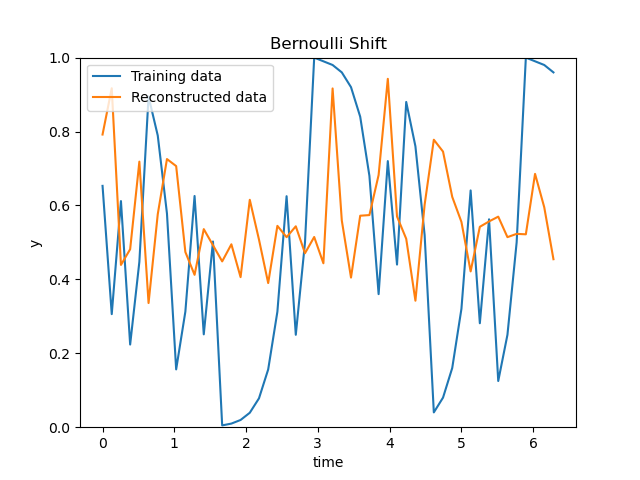 Bernoulli Shift
Training data
Reconstructed data
1.0
0.8
0.6
0.4
0.2
0.0
y
0 1 2 3 4 5 6
time